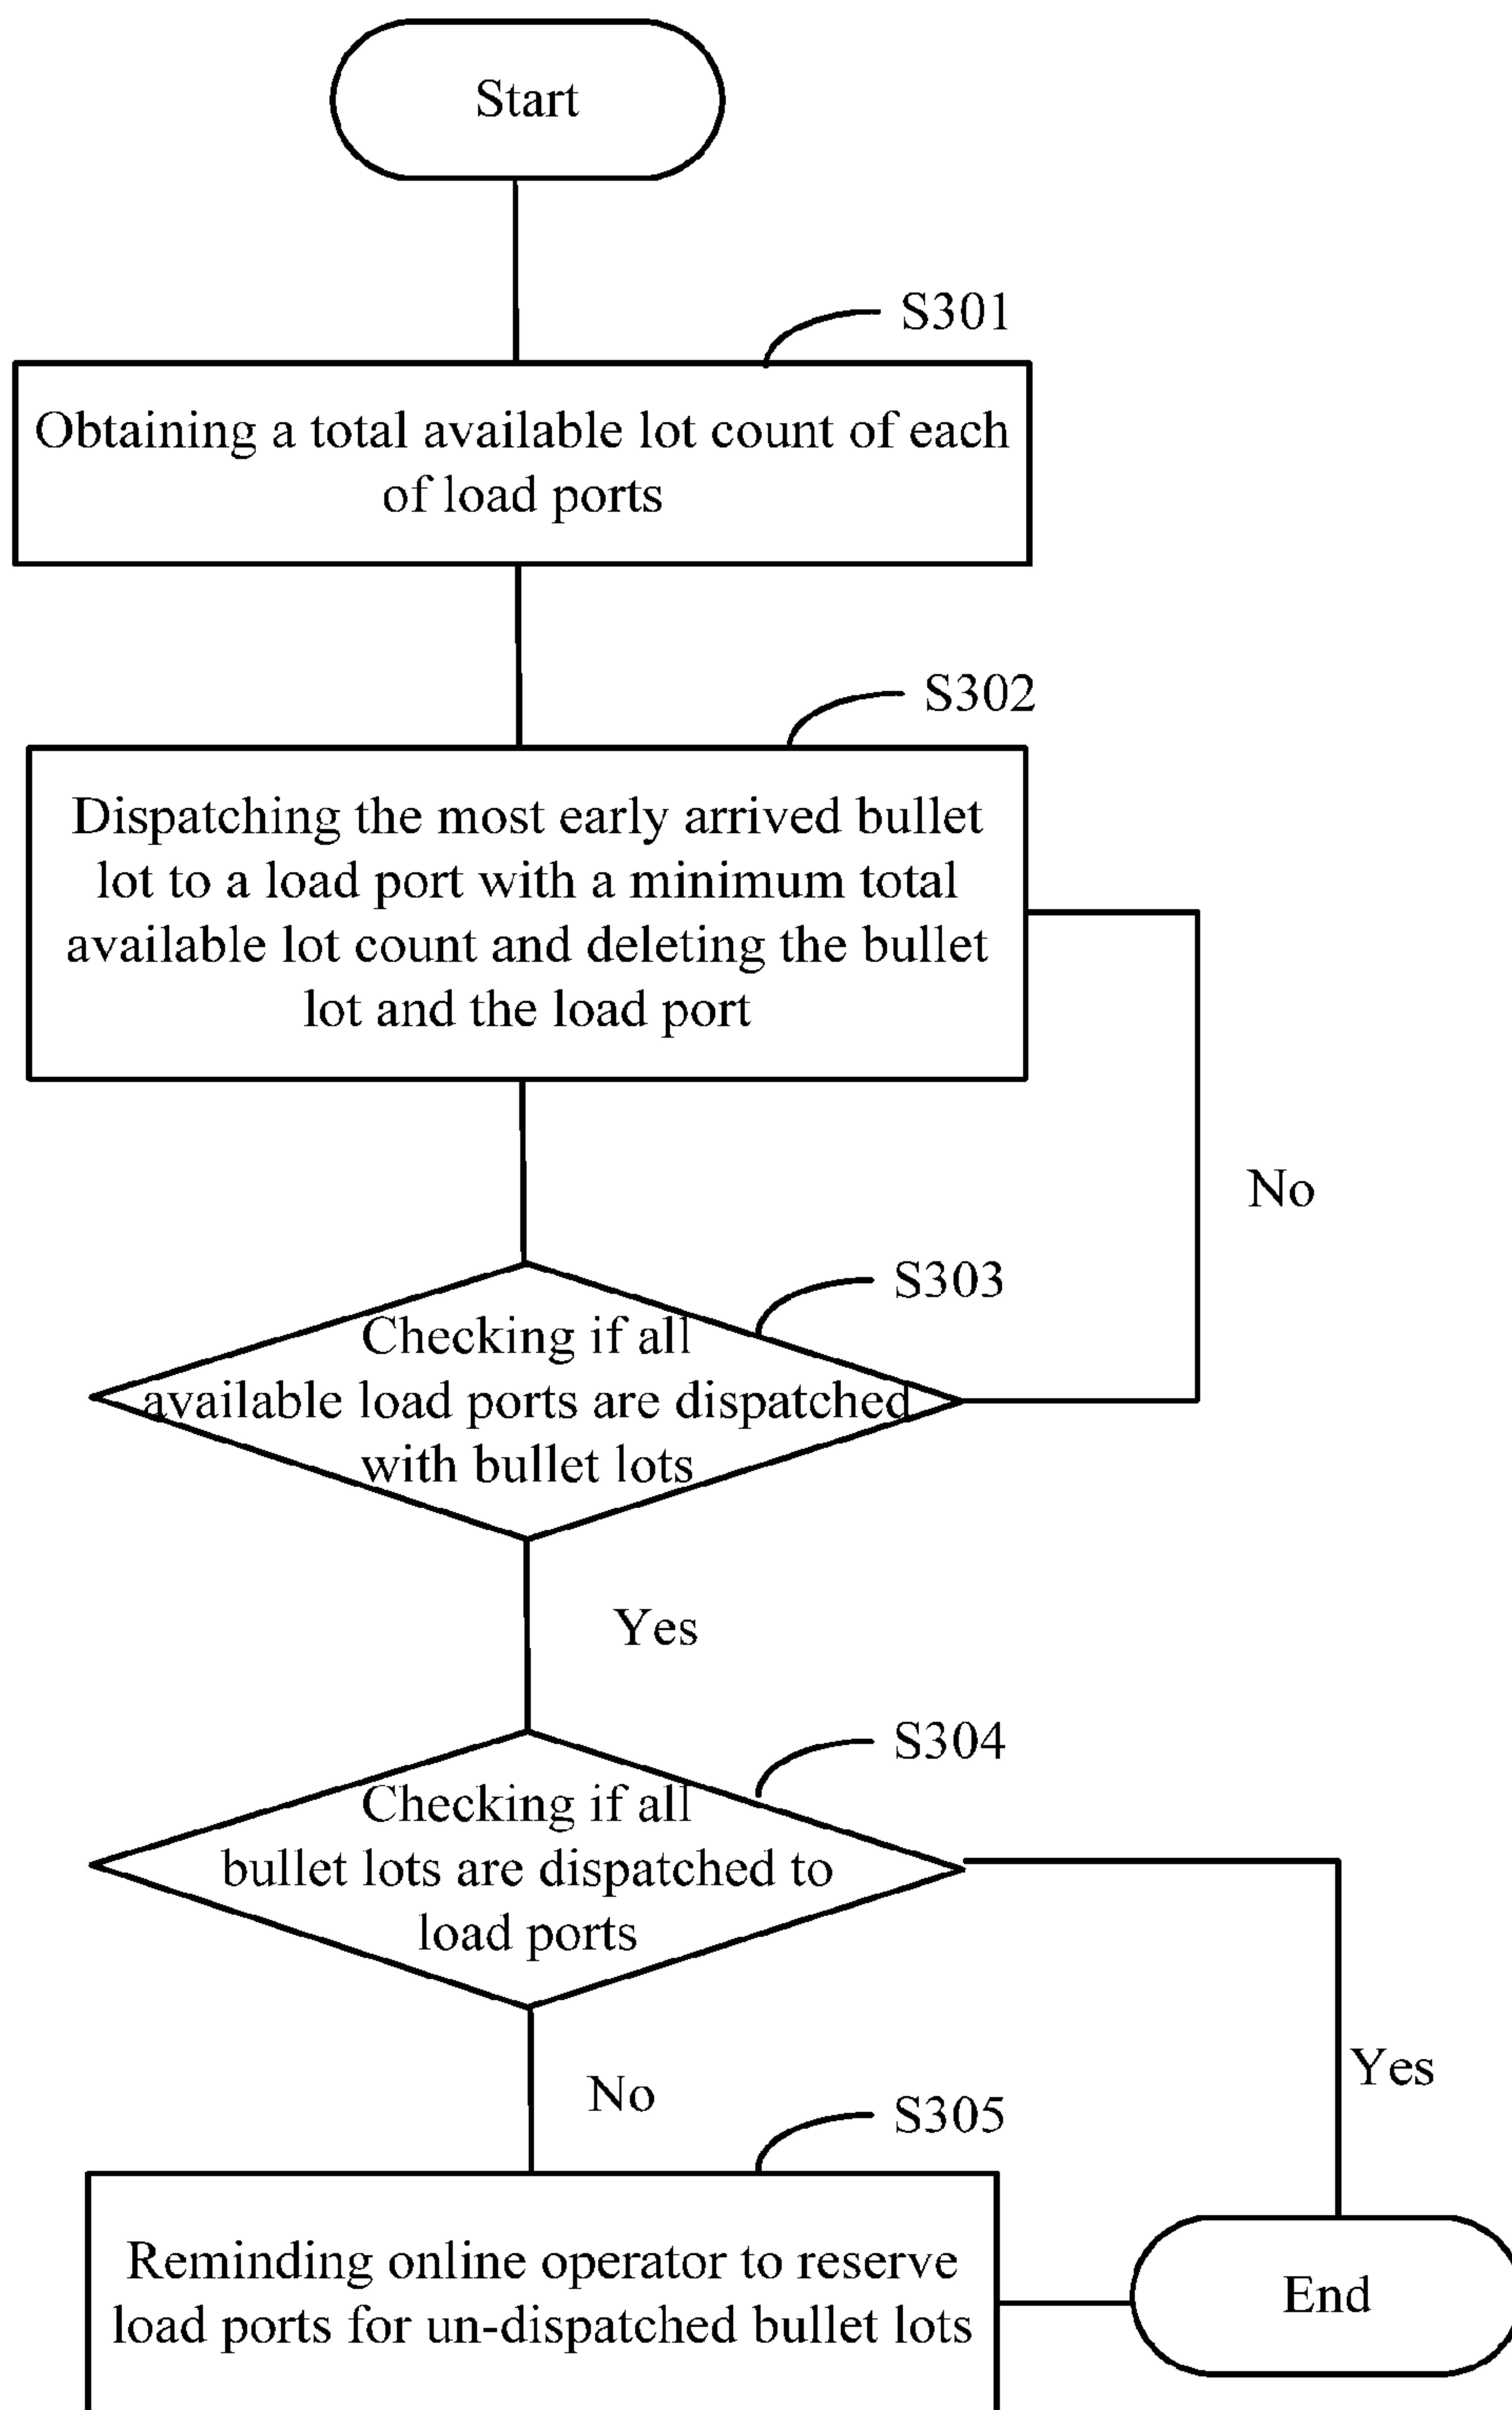 Start
S301
Obtaining a total available lot count of each
of load ports
S302
Dispatching the most early arrived bullet
lot to a load port with a minimum total
available lot count and deleting the bullet
lot and the load port
No
S303
Checking if all
available load ports are dispatched
with bullet lots
Yes
S304
Checking if all
bullet lots are dispatched to
load ports
Yes
No
S305
Reminding online operator to reserve
load ports for un-dispatched bullet lots
End